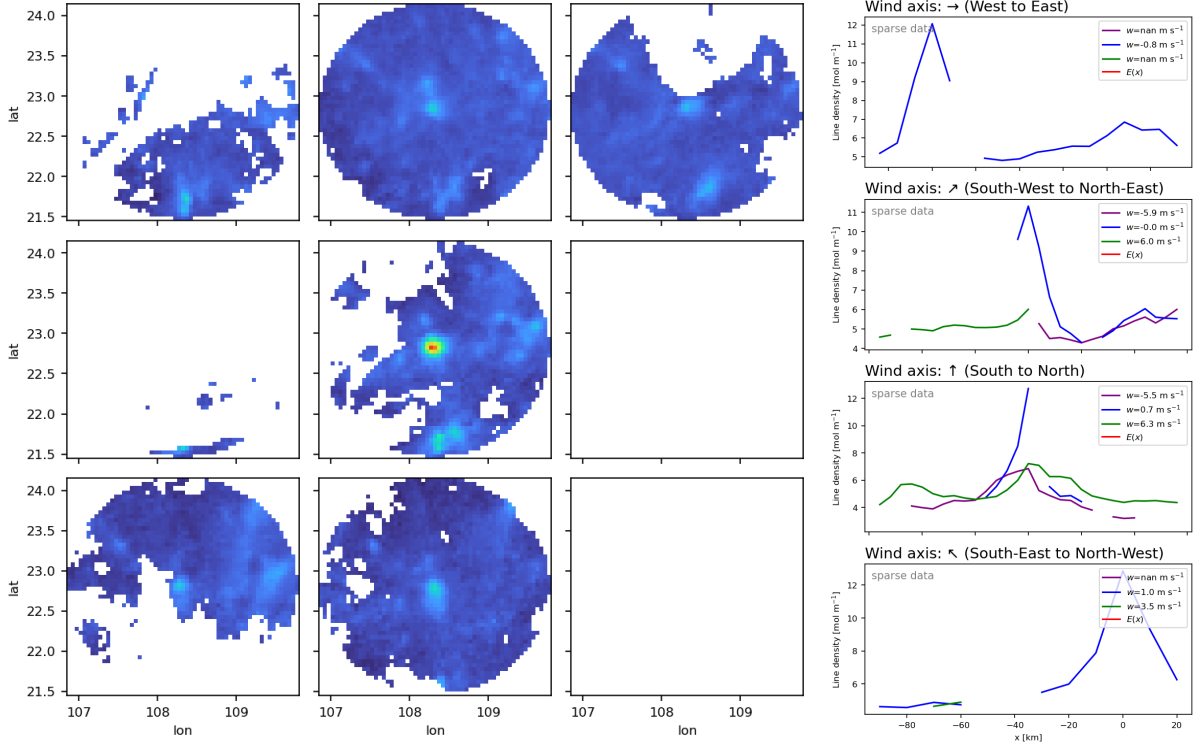 24.0
23.5
23.0
22.5
22.0
21.5
lat
24.0
23.5
23.0
22.5
22.0
21.5
lat
24.0
23.5
23.0
22.5
22.0
21.5
lat
107 108 109
lon
107 108 109
lon
107 108 109
lon
Wind axis: → (West to East)
sparse data
w=nan m s⁻¹
w=-0.8 m s⁻¹
w=nan m s⁻¹
E(x)
12
11
10
9
8
7
6
5
Line density [mol m⁻¹]
Wind axis: ↗ (South-West to North-East)
sparse data
w=-5.9 m s⁻¹
w=-0.0 m s⁻¹
w=6.0 m s⁻¹
E(x)
11
10
9
8
7
6
5
4
Line density [mol m⁻¹]
Wind axis: ↑ (South to North)
sparse data
w=-5.5 m s⁻¹
w=0.7 m s⁻¹
w=6.3 m s⁻¹
E(x)
12
10
8
6
4
Line density [mol m⁻¹]
Wind axis: ↖ (South-East to North-West)
sparse data
w=nan m s⁻¹
w=1.0 m s⁻¹
w=3.5 m s⁻¹
E(x)
12
10
8
6
Line density [mol m⁻¹]
−80 −60 −40 −20 0 20
x [km]